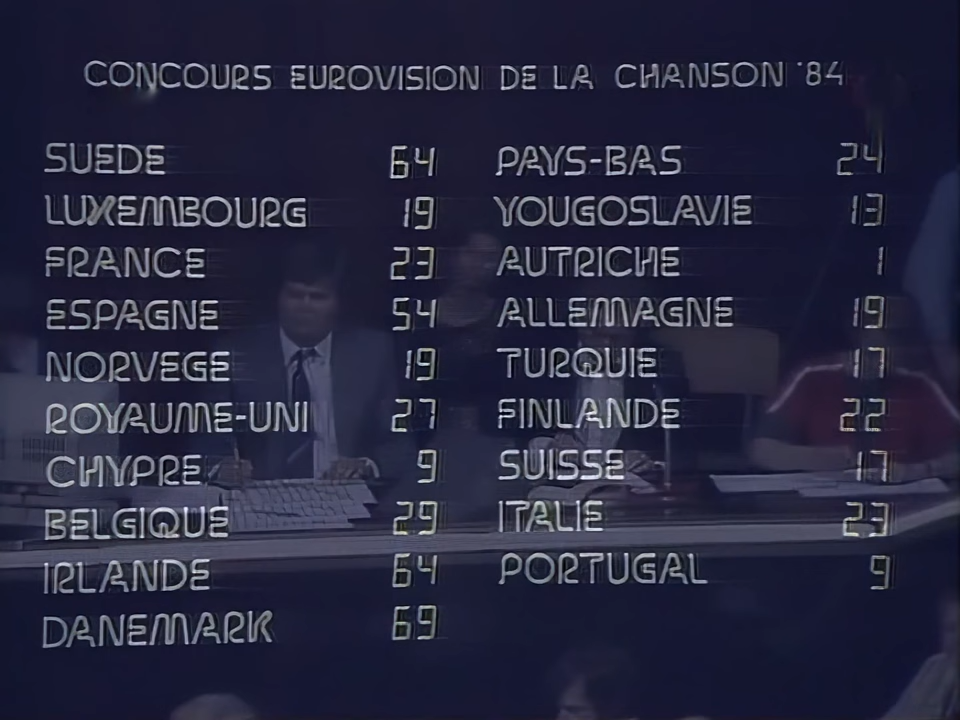 CONCOURS EUROVISION DE LA CHANSON '84
SUEDE 64 PAYS-BAS 24
LUXEMBOURG 19 YOUGOSLAVIE 13
FRANCE 23 AUTRICHE 1
ESPAGNE 54 ALLEMAGNE 19
NORVEGE 19 TURQUIE 17
ROYAUME-UNI 27 FINLANDE 22
CHYPRE 9 SUISSE 17
BELGIQUE 29 ITALIE 23
IRLANDE 64 PORTUGAL 9
DANEMARK 69